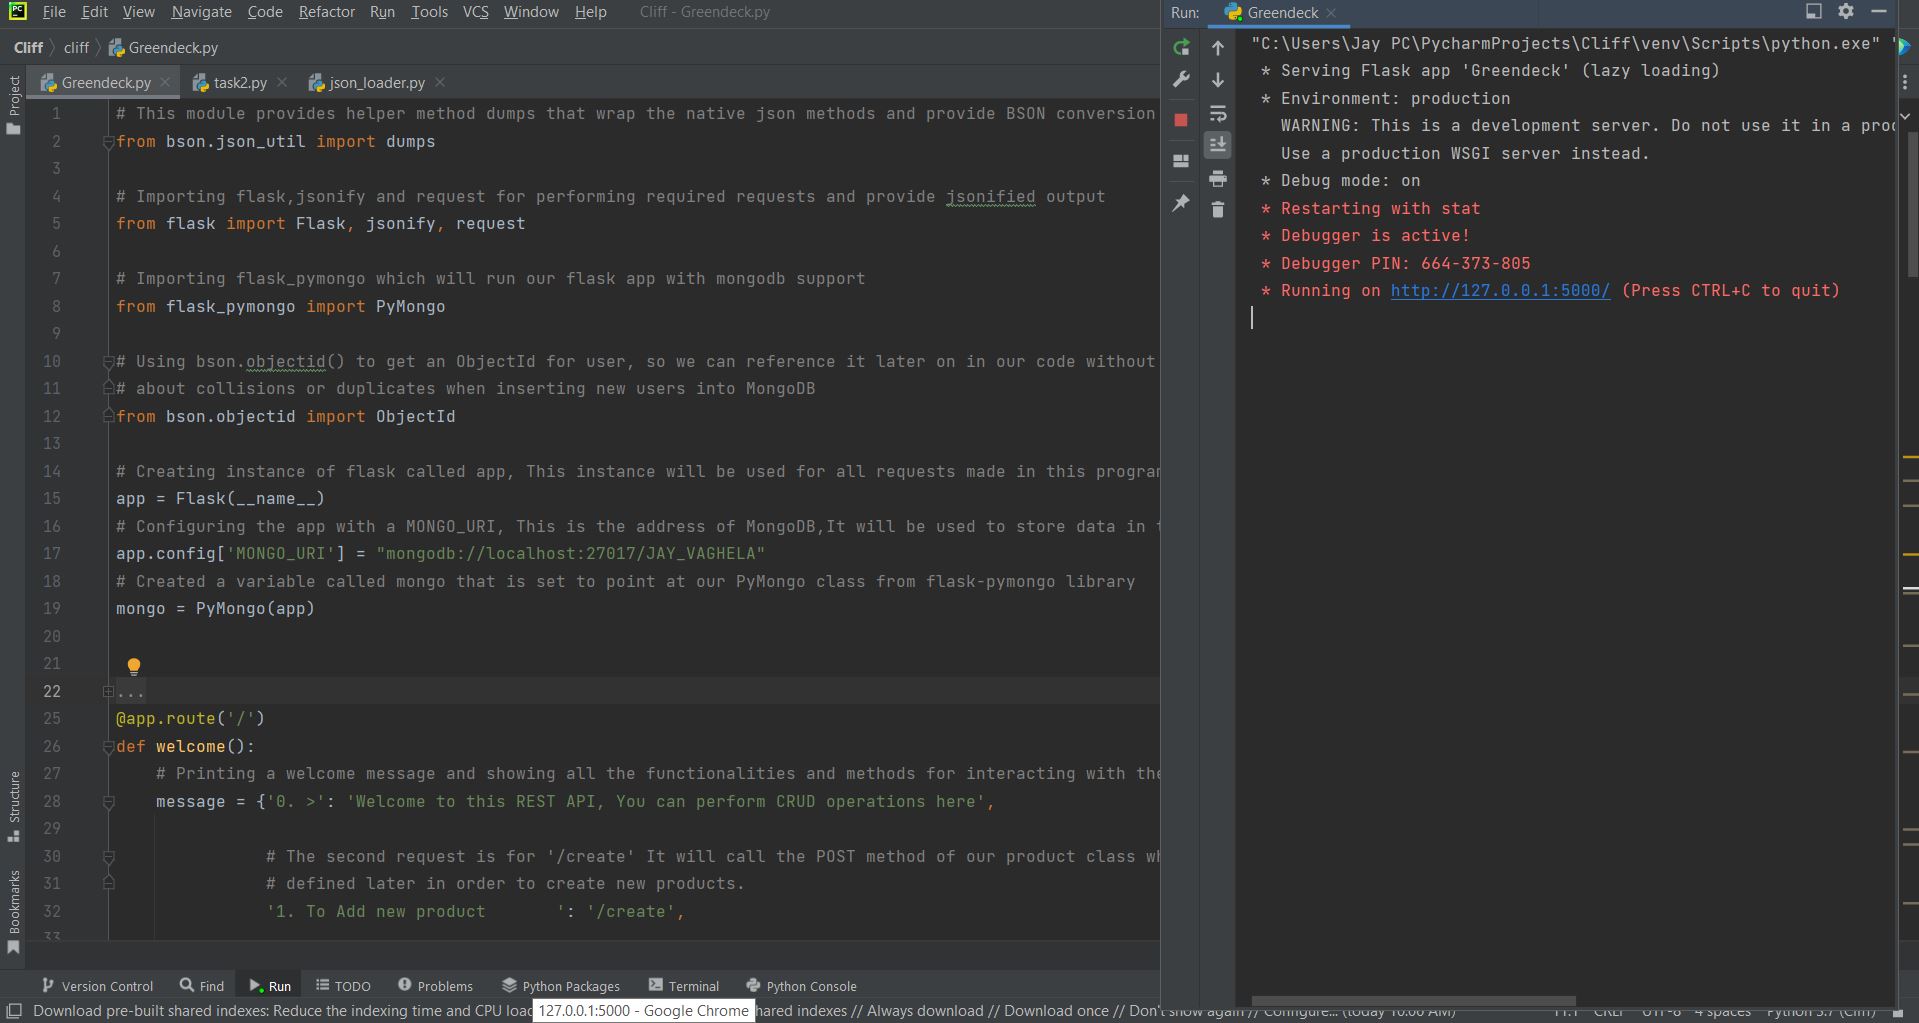 File Edit View Navigate Code Refactor Run Tools VCS Window Help Cliff - Greendeck.py
Cliff cliff Greendeck.py
Greendeck.py task2.py json_loader.py
Project
1 # This module provides helper method dumps that wrap the native json methods and provide BSON conversion
2 from bson.json_util import dumps
3
4 # Importing flask,jsonify and request for performing required requests and provide jsonified output
5 from flask import Flask, jsonify, request
6
7 # Importing flask_pymongo which will run our flask app with mongodb support
8 from flask_pymongo import PyMongo
9
10 # Using bson.objectid() to get an ObjectId for user, so we can reference it later on in our code without
11 # about collisions or duplicates when inserting new users into MongoDB
12 from bson.objectid import ObjectId
13
14 # Creating instance of flask called app, This instance will be used for all requests made in this program
15 app = Flask(__name__)
16 # Configuring the app with a MONGO_URI, This is the address of MongoDB,It will be used to store data in
17 app.config['MONGO_URI'] = "mongodb://localhost:27017/JAY_VAGHELA"
18 # Created a variable called mongo that is set to point at our PyMongo class from flask-pymongo library
19 mongo = PyMongo(app)
20
21
22 ...
25 @app.route('/')
26 def welcome():
27 # Printing a welcome message and showing all the functionalities and methods for interacting with the
28 message = {'0. >': 'Welcome to this REST API, You can perform CRUD operations here',
29
30 # The second request is for '/create' It will call the POST method of our product class
31 # defined later in order to create new products.
32 '1. To Add new product ': '/create',
33
Structure
Bookmarks
Run: Greendeck
"C:\Users\Jay PC\PycharmProjects\Cliff\venv\Scripts\python.exe"
* Serving Flask app 'Greendeck' (lazy loading)
* Environment: production
WARNING: This is a development server. Do not use it in a
Use a production WSGI server instead.
* Debug mode: on
* Restarting with stat
* Debugger is active!
* Debugger PIN: 664-373-805
* Running on http://127.0.0.1:5000/ (Press CTRL+C to quit)
Version Control Find Run TODO Problems Python Packages Terminal Python Console
Download pre-built shared indexes: Reduce the indexing time and CPU 127.0.0.1:5000 - Google Chrome hared indexes // Always download // Download once // Don't show again // Configure... (today 10:06 AM) 11:1 CRLF UTF-8 4 spaces Python 3.7 (Cliff)